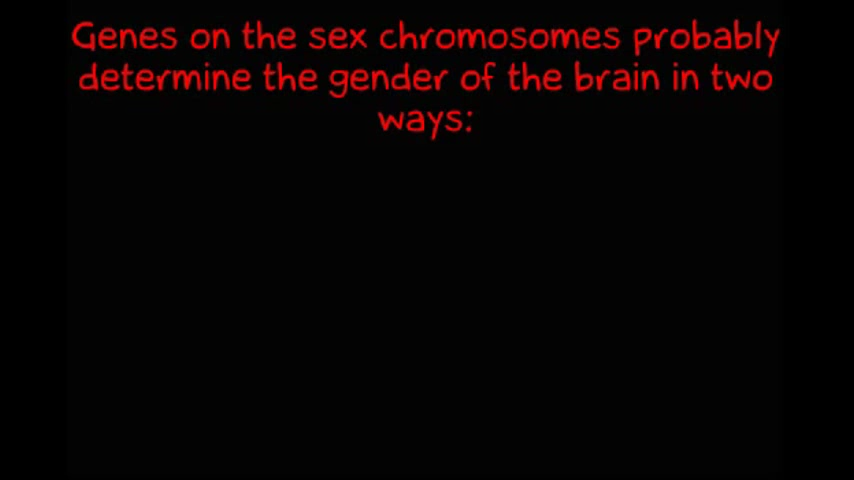 Genes on the sex chromosomes probably
determine the gender of the brain in two
ways: